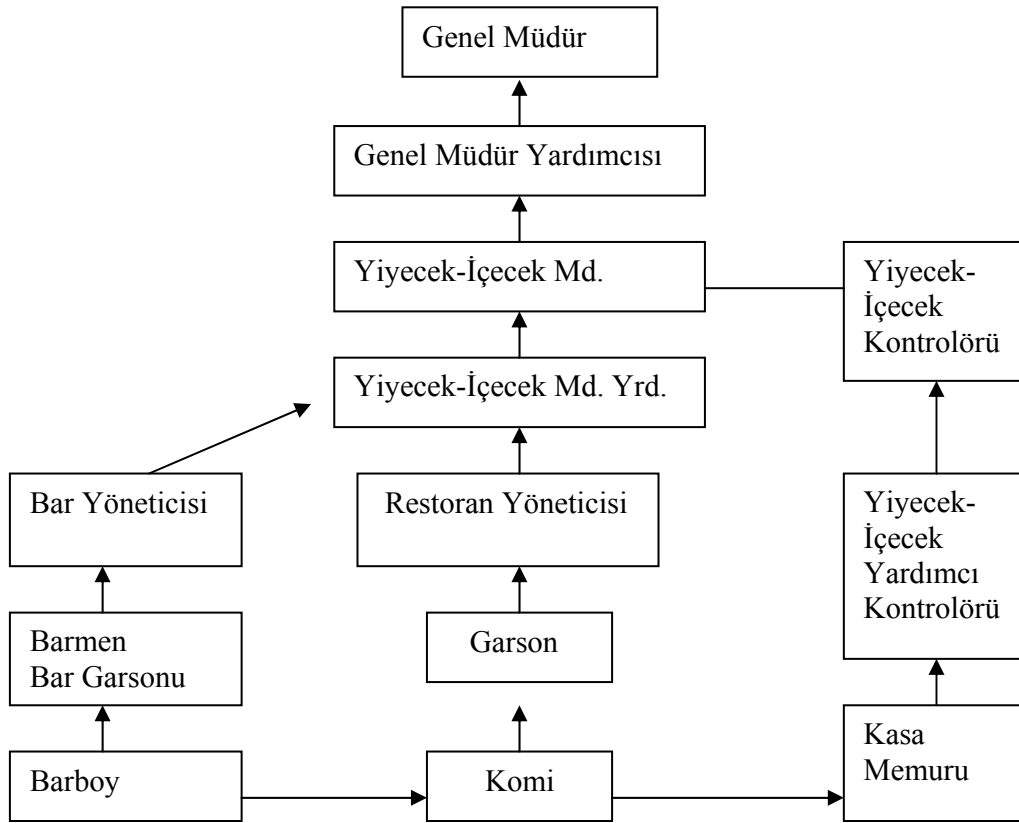 Genel Müdür
Genel Müdür Yardımcısı
Yiyecek-İçecek Md.
Yiyecek-
İçecek
Kontrolörü
Yiyecek-İçecek Md. Yrd.
Bar Yöneticisi
Restoran Yöneticisi
Yiyecek-
İçecek
Yardımcı
Kontrolörü
Barmen
Bar Garsonu
Garson
Barboy
Komi
Kasa
Memuru